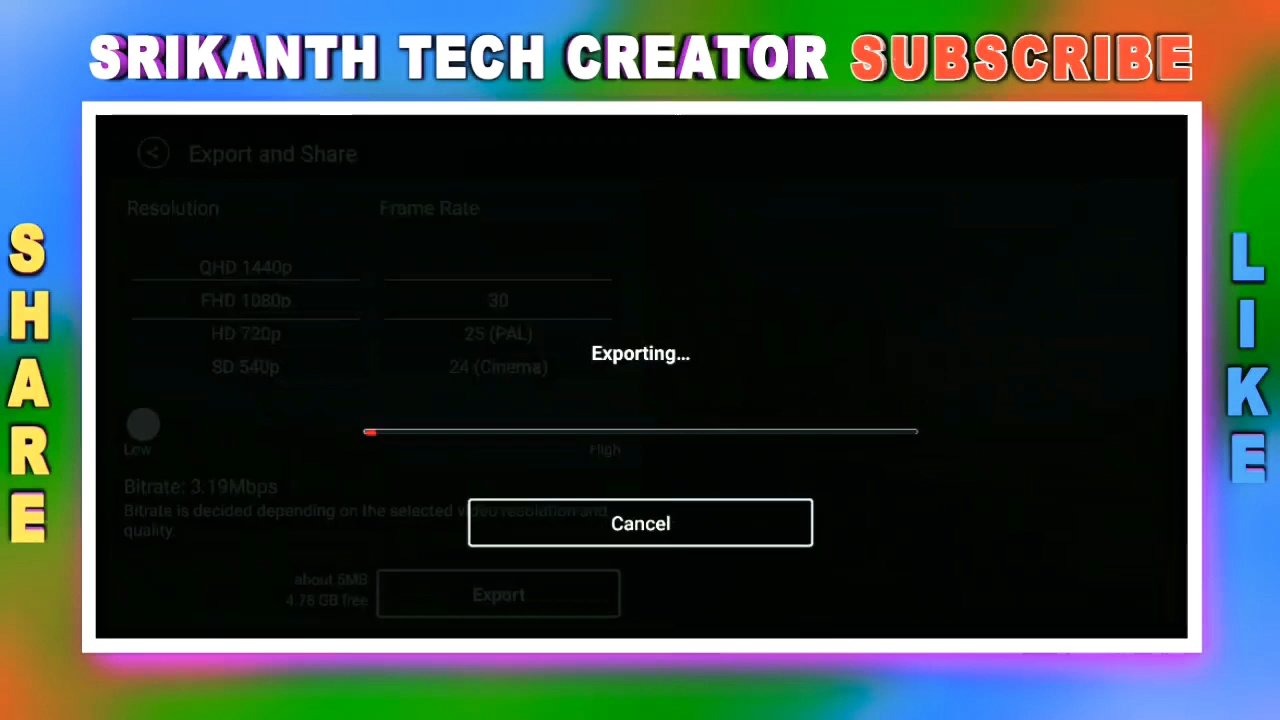 SRIKANTH TECH CREATOR SUBSCRIBE
Export and Share
Resolution
Frame Rate
QHD 1440p
FHD 1080p
30
HD 720p
25 (PAL)
SD 540p
24 (Cinema)
Exporting...
Low
High
Bitrate: 3.19Mbps
Bitrate is decided depending on the selected video resolution and
quality.
Cancel
about 5MB
4.78 GB free
Export
SHARE
LIKE